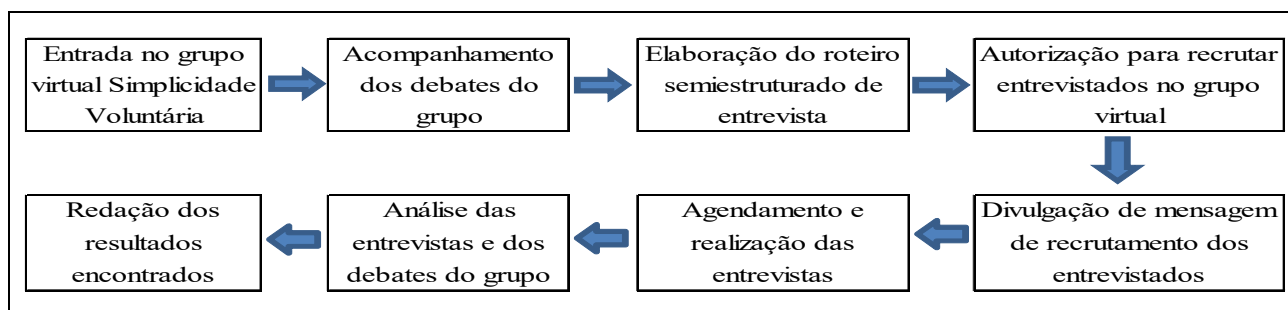 Entrada no grupo
virtual Simplicidade
Voluntária
Acompanhamento
dos debates do
grupo
Elaboração do roteiro
semiestruturado de
entrevista
Autorização para recrutar
entrevistados no grupo
virtual
Divulgação de mensagem
de recrutamento dos
entrevistados
Agendamento e
realização das
entrevistas
Análise das
entrevistas e dos
debates do grupo
Redação dos
resultados
encontrados